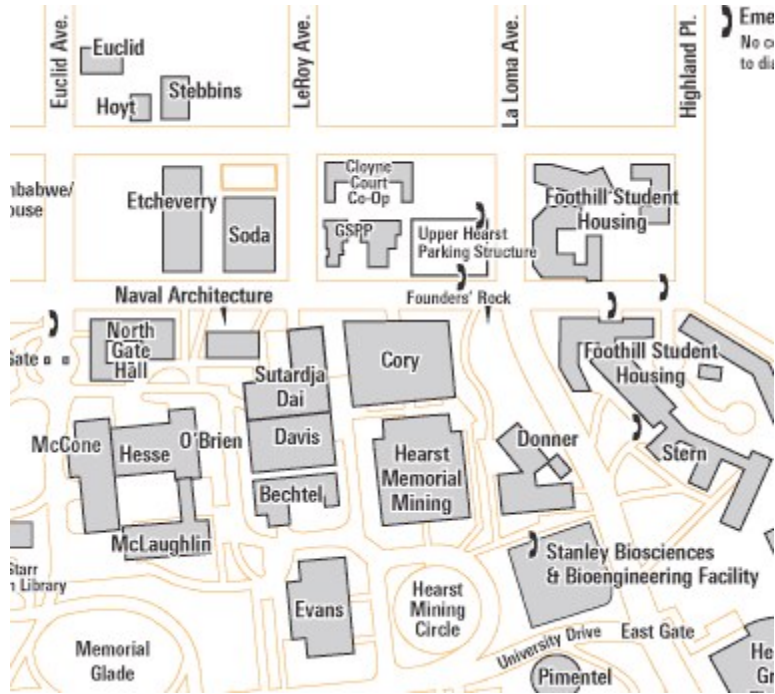 Euclid Ave.
LeRoy Ave.
La Loma Ave.
Highland Pl.
Eme
No c
to dia
Euclid
Stebbins
Hoyt
mbabwe/
ouse
Etcheverry
Soda
Cloyne
Court
Co-Op
GSPP
Upper Hearst
Parking Structure
Foothill Student
Housing
Naval Architecture
Founders' Rock
North
Gate
Hall
Gate
Sutardja
Dai
Cory
Foothill Student
Housing
McCone
Hesse
O'Brien
Davis
Hearst
Memorial
Mining
Donner
Stern
Bechtel
McLaughlin
Stanley Biosciences
& Bioengineering Facility
Starr
n Library
Evans
Hearst
Mining
Circle
University Drive
East Gate
Memorial
Glade
Pimentel
He
Gr